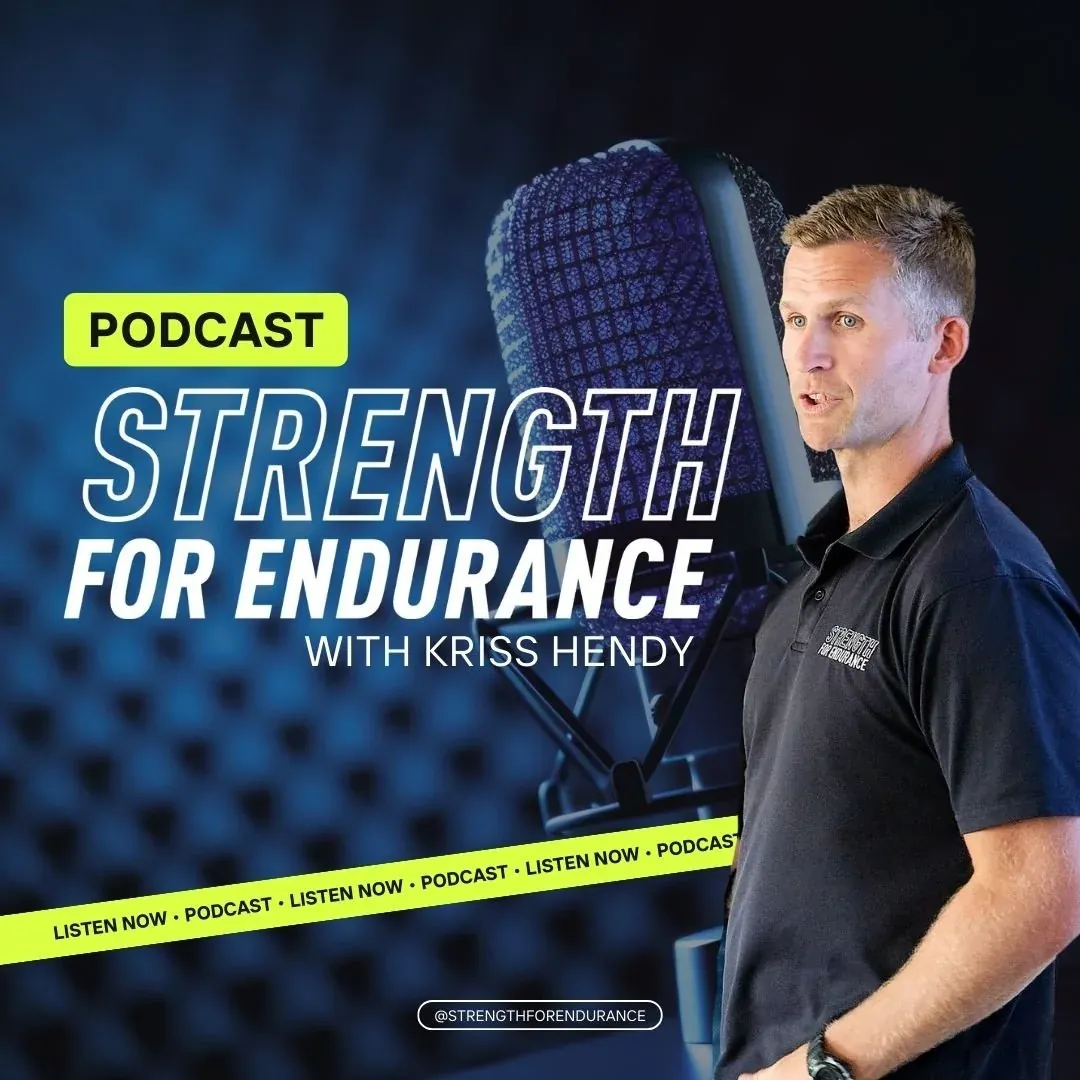 PODCAST
STRENGTH
FOR ENDURANCE
WITH KRISS HENDY
STRENGTH
FOR ENDURANCE
LISTEN NOW • PODCAST • LISTEN NOW • PODCAST • LISTEN NOW • PODCAST
@STRENGTHFORENDURANCE